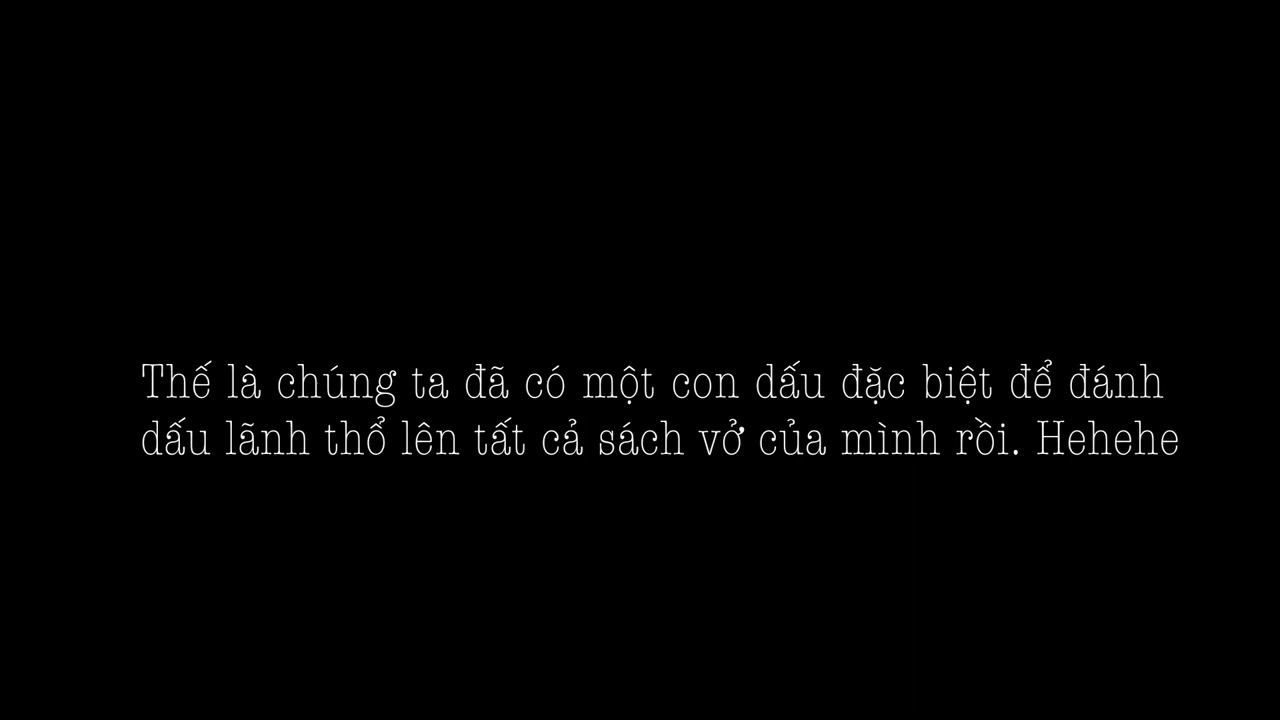 Thế là chúng ta đã có một con dấu đặc biệt để đánh
dấu lãnh thổ lên tất cả sách vở của mình rồi. Hehehe